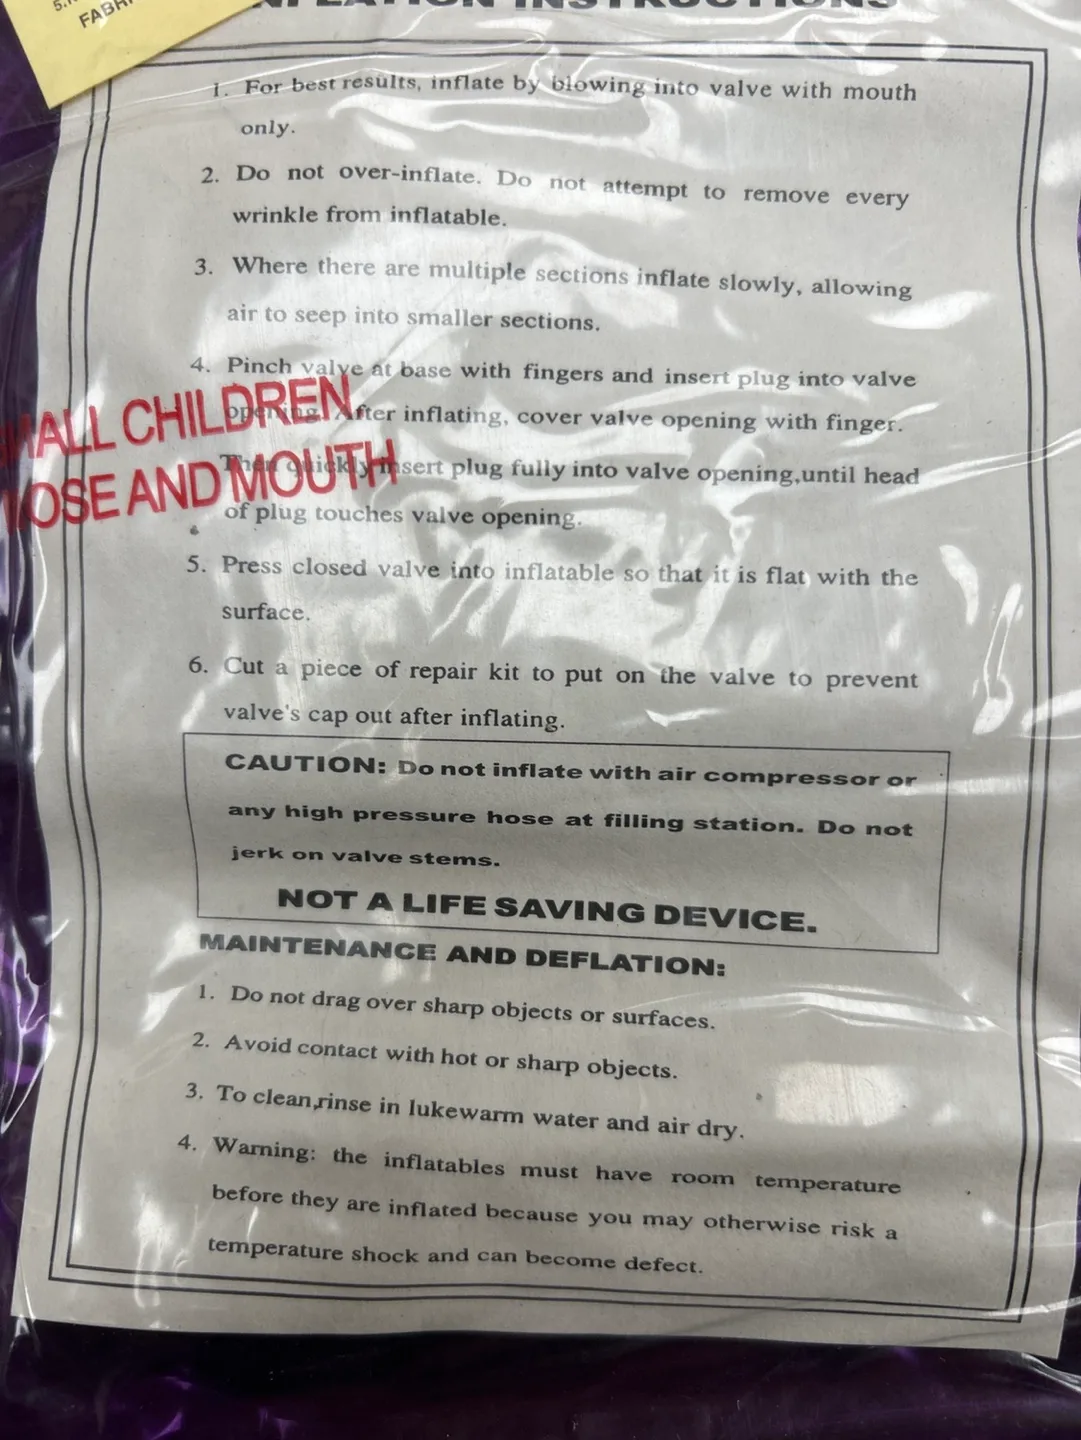 INFLATION INSTRUCTIONS
1. For best results, inflate by blowing into valve with mouth
only.
2. Do not over-inflate. Do not attempt to remove every
wrinkle from inflatable.
3. Where there are multiple sections inflate slowly, allowing
air to seep into smaller sections.
4. Pinch valve at base with fingers and insert plug into valve
opening. After inflating, cover valve opening with finger.
Then quickly insert plug fully into valve opening,until head
of plug touches valve opening.
5. Press closed valve into inflatable so that it is flat with the
surface.
6. Cut a piece of repair kit to put on the valve to prevent
valve's cap out after inflating.
CAUTION: Do not inflate with air compressor or
any high pressure hose at filling station. Do not
jerk on valve stems.
NOT A LIFE SAVING DEVICE.
MAINTENANCE AND DEFLATION:
1. Do not drag over sharp objects or surfaces.
2. Avoid contact with hot or sharp objects.
3. To clean,rinse in lukewarm water and air dry.
4. Warning: the inflatables must have room temperature
before they are inflated because you may otherwise risk a
temperature shock and can become defect.
SMALL CHILDREN
NOSE AND MOUTH